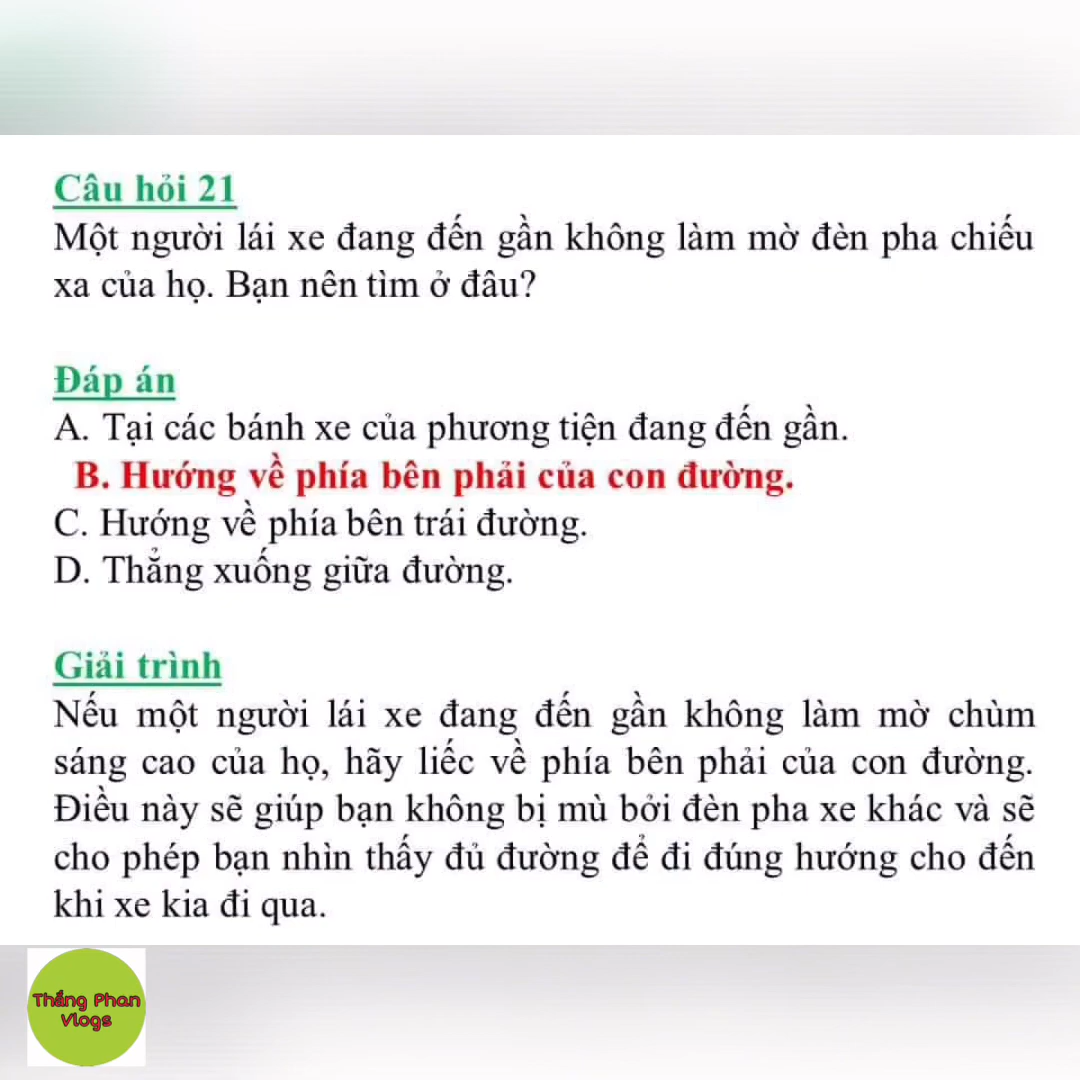 Câu hỏi 21
Một người lái xe đang đến gần không làm mờ đèn pha chiếu
xa của họ. Bạn nên tìm ở đâu?
Đáp án
A. Tại các bánh xe của phương tiện đang đến gần.
B. Hướng về phía bên phải của con đường.
C. Hướng về phía bên trái đường.
D. Thẳng xuống giữa đường.
Giải trình
Nếu một người lái xe đang đến gần không làm mờ chùm
sáng cao của họ, hãy liếc về phía bên phải của con đường.
Điều này sẽ giúp bạn không bị mù bởi đèn pha xe khác và sẽ
cho phép bạn nhìn thấy đủ đường để đi đúng hướng cho đến
khi xe kia đi qua.
Thắng Phan
Vlogs